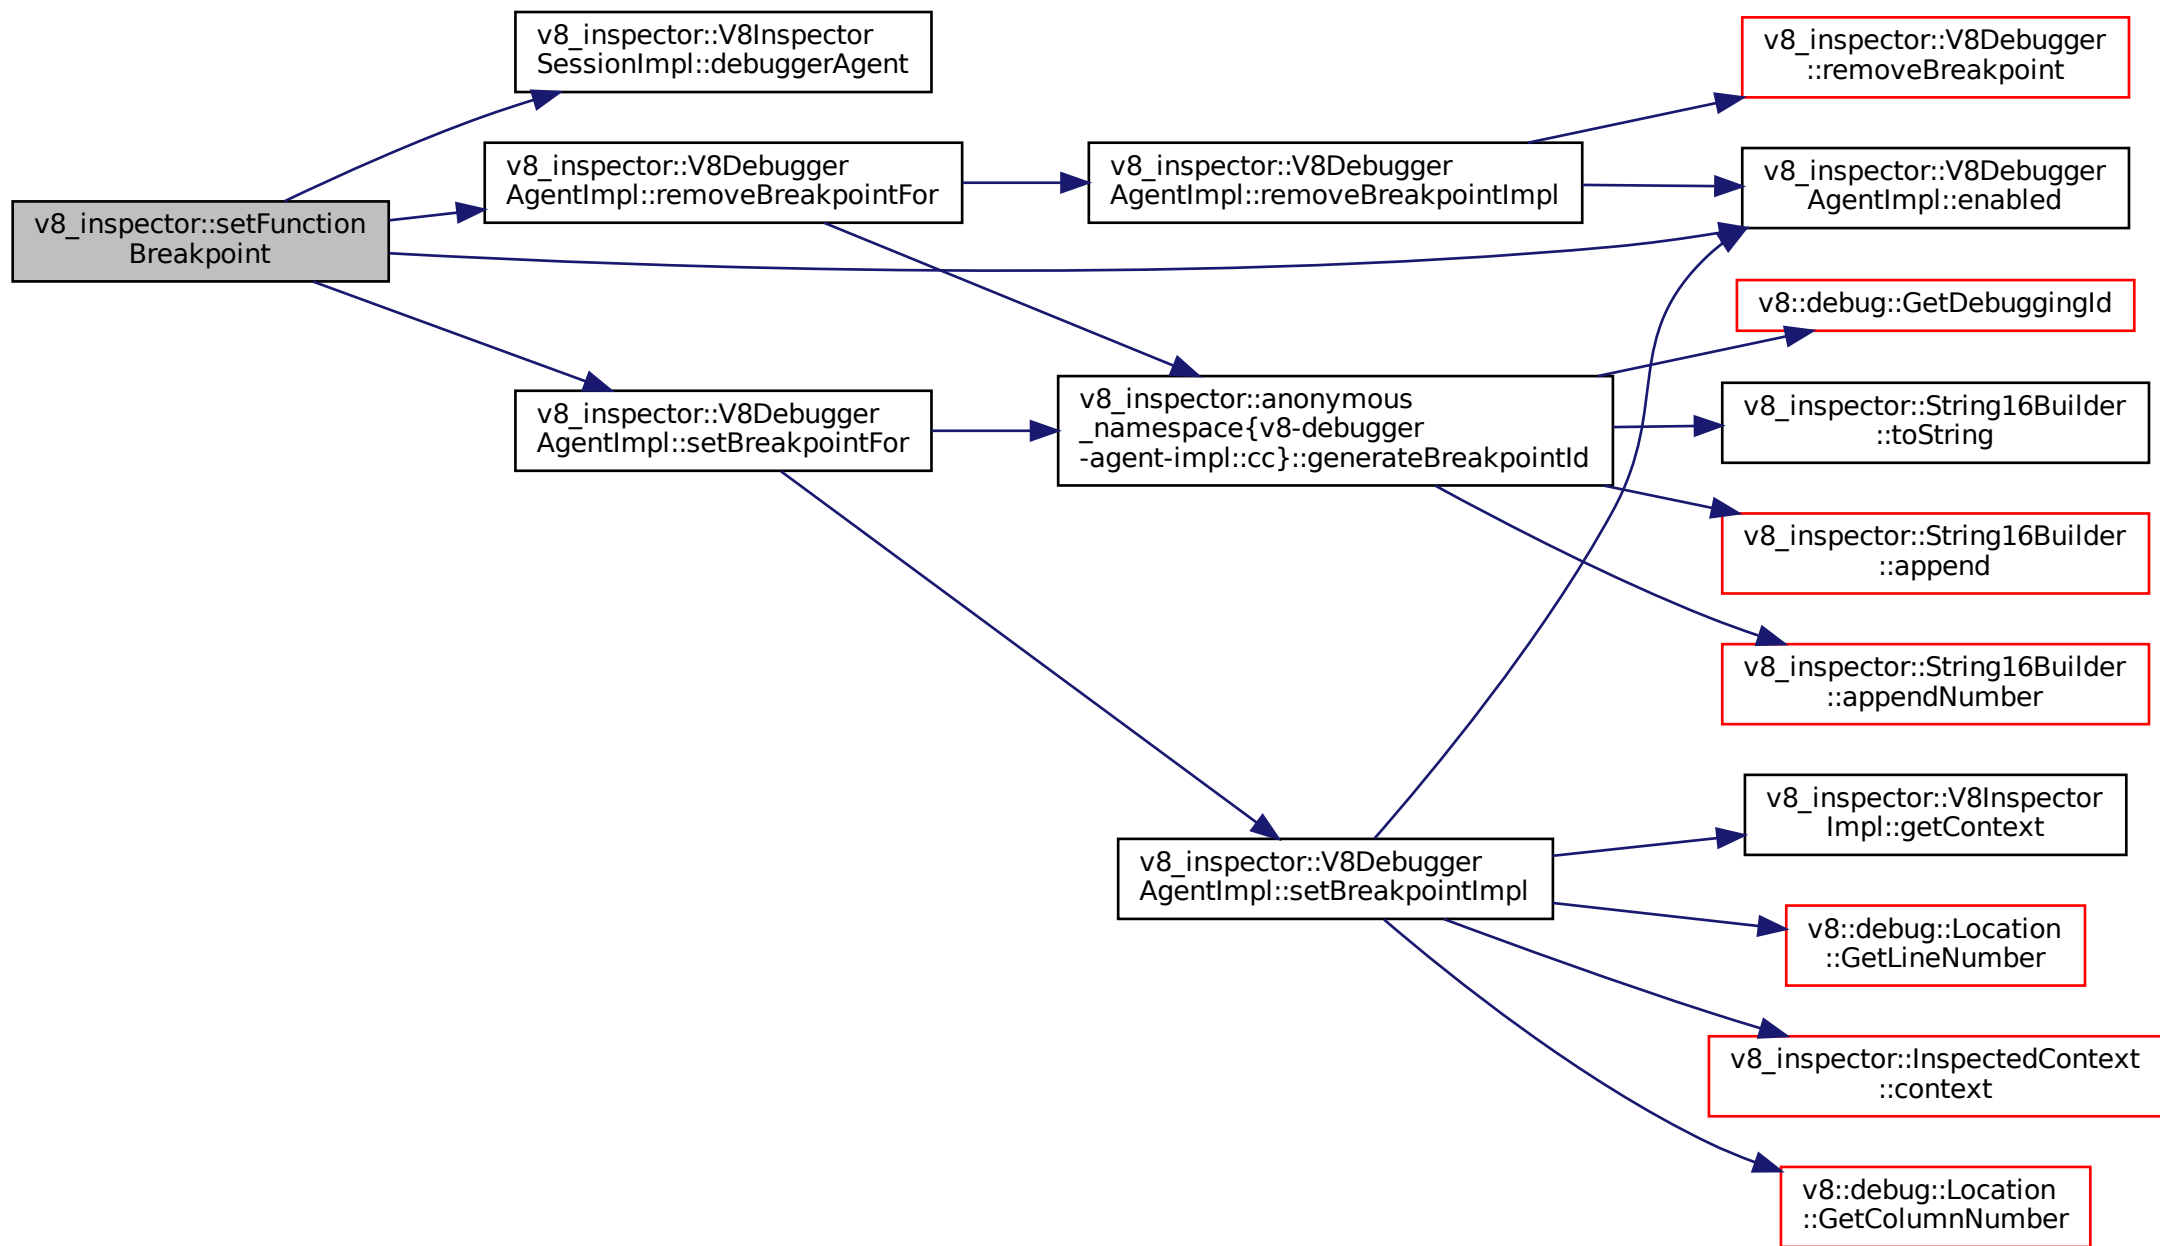 v8_inspector::setFunction
Breakpoint
v8_inspector::V8Inspector
SessionImpl::debuggerAgent
v8_inspector::V8Debugger
AgentImpl::removeBreakpointFor
v8_inspector::V8Debugger
AgentImpl::setBreakpointFor
v8_inspector::V8Debugger
AgentImpl::removeBreakpointImpl
v8_inspector::anonymous
_namespace{v8-debugger
-agent-impl::cc}::generateBreakpointId
v8_inspector::V8Debugger
AgentImpl::setBreakpointImpl
v8_inspector::V8Debugger
::removeBreakpoint
v8_inspector::V8Debugger
AgentImpl::enabled
v8::debug::GetDebuggingId
v8_inspector::String16Builder
::toString
v8_inspector::String16Builder
::append
v8_inspector::String16Builder
::appendNumber
v8_inspector::V8Inspector
Impl::getContext
v8::debug::Location
::GetLineNumber
v8_inspector::InspectedContext
::context
v8::debug::Location
::GetColumnNumber